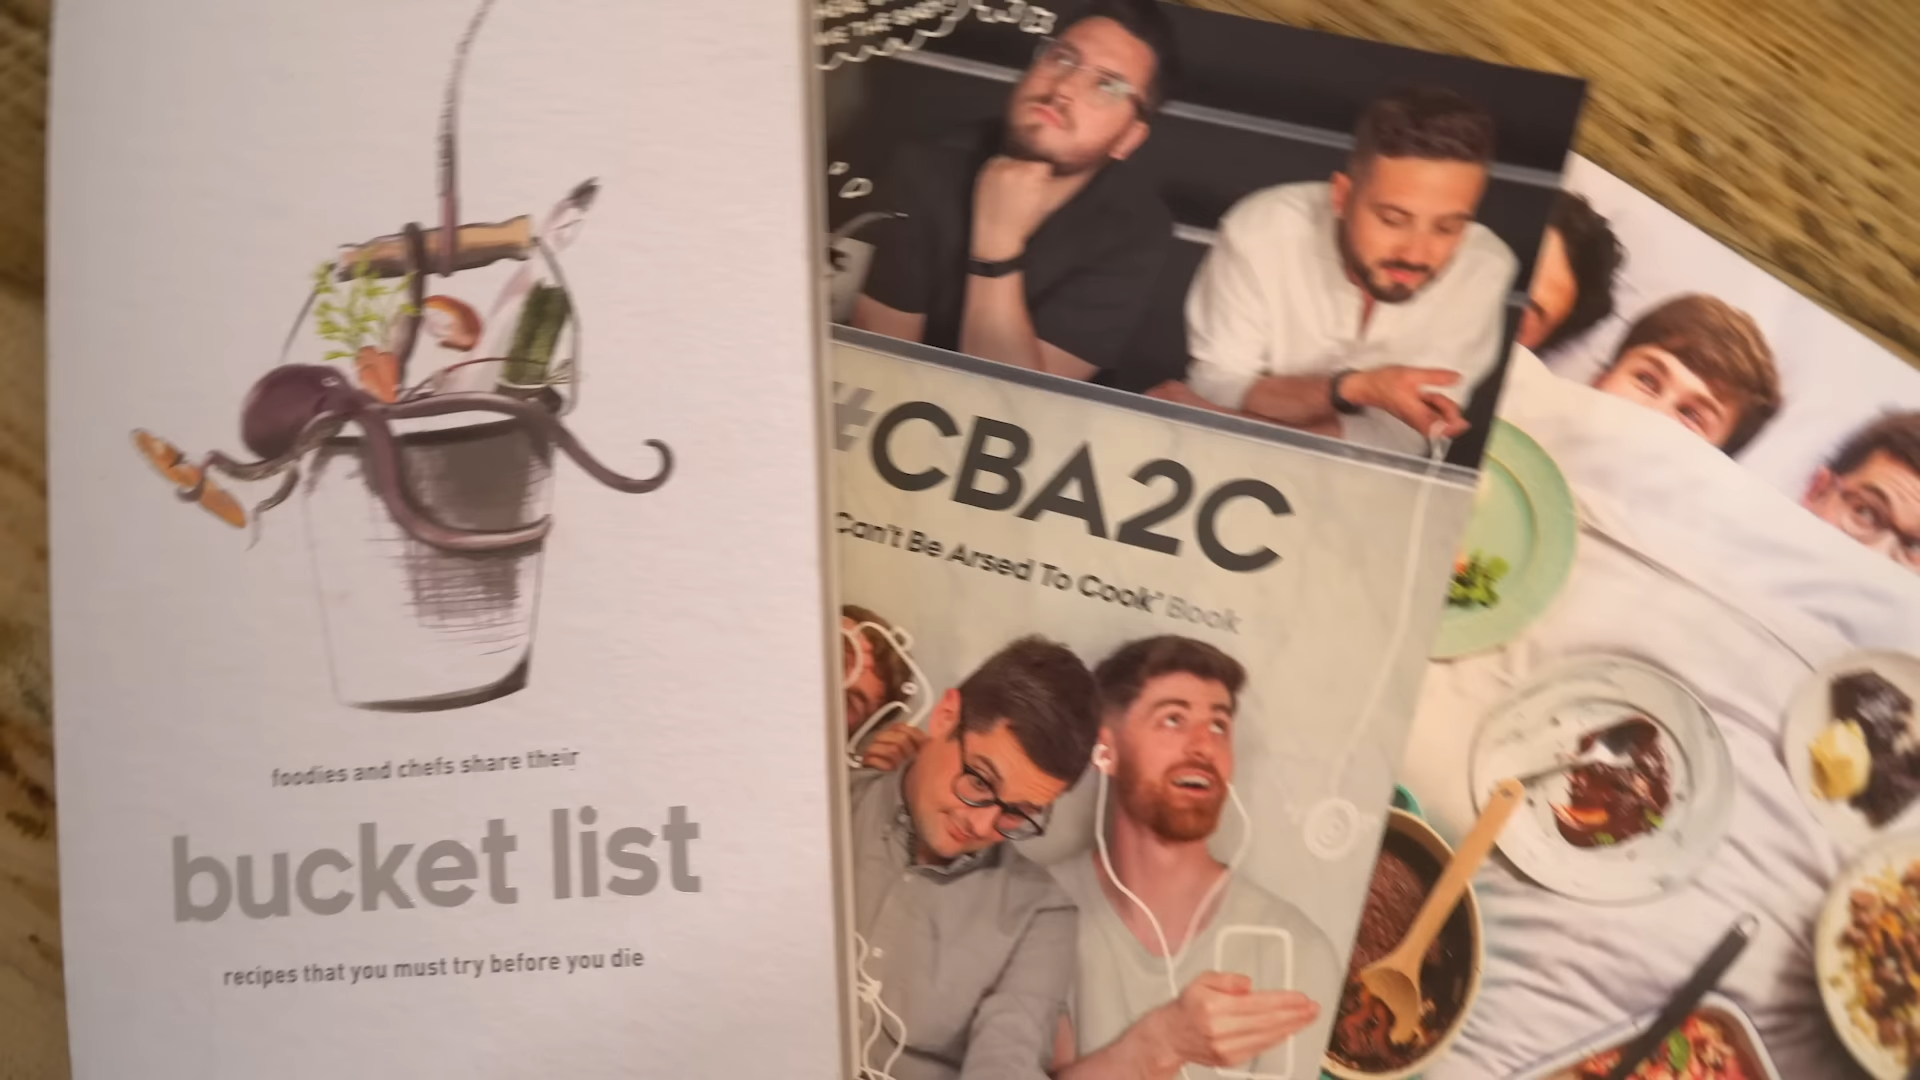 foodies and chefs share their
bucket list
recipes that you must try before you die
#CBA2C
Can't Be Arsed To Cook" Book